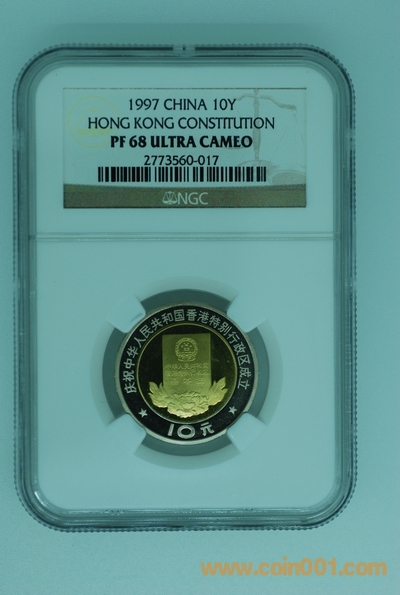 1997 CHINA 10Y
HONG KONG CONSTITUTION
PF 68 ULTRA CAMEO
2773560-017
NGC
庆祝中华人民共和国香港特别行政区成立
10元
www.coin001.com